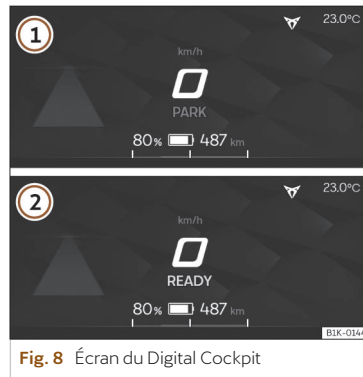 1
23.0°C
km/h
0
PARK
80% 487 km
2
23.0°C
km/h
0
READY
80% 487 km
B1K-0144
Fig. 8 Écran du Digital Cockpit